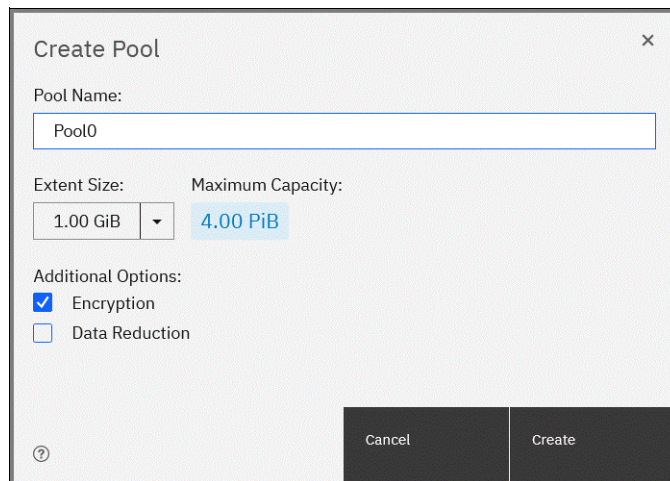 Create Pool
Pool Name:
Pool0
Extent Size: Maximum Capacity:
1.00 GiB 4.00 PiB
Additional Options:
Encryption
Data Reduction
Cancel Create